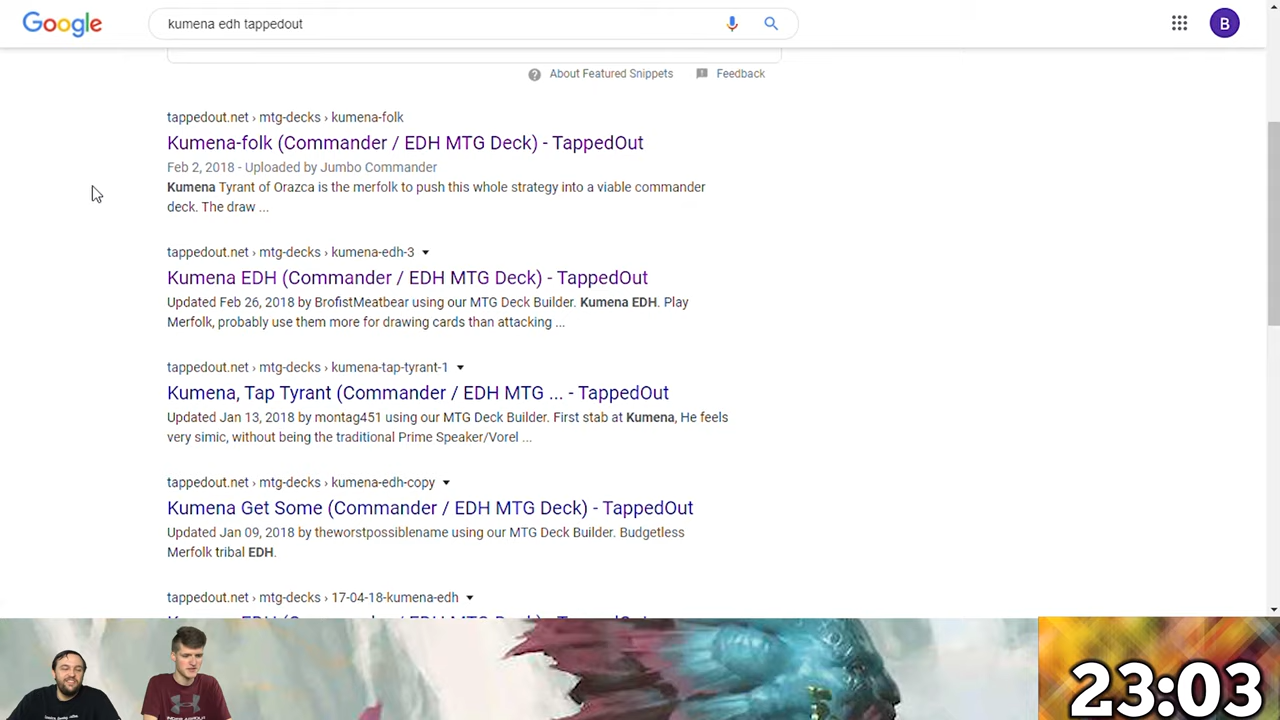 Google
kumena edh tappedout
B
About Featured Snippets
Feedback
tappedout.net › mtg-decks › kumena-folk
Kumena-folk (Commander / EDH MTG Deck) - TappedOut
Feb 2, 2018 - Uploaded by Jumbo Commander
Kumena Tyrant of Orazca is the merfolk to push this whole strategy into a viable commander
deck. The draw ...
tappedout.net › mtg-decks › kumena-edh-3
Kumena EDH (Commander / EDH MTG Deck) - TappedOut
Updated Feb 26, 2018 by BrofistMeatbear using our MTG Deck Builder. Kumena EDH. Play
Merfolk, probably use them more for drawing cards than attacking ...
tappedout.net › mtg-decks › kumena-tap-tyrant-1
Kumena, Tap Tyrant (Commander / EDH MTG ... - TappedOut
Updated Jan 13, 2018 by montag451 using our MTG Deck Builder. First stab at Kumena, He feels
very simic, without being the traditional Prime Speaker/Vorel ...
tappedout.net › mtg-decks › kumena-edh-copy
Kumena Get Some (Commander / EDH MTG Deck) - TappedOut
Updated Jan 09, 2018 by theworstpossiblename using our MTG Deck Builder. Budgetless
Merfolk tribal EDH.
tappedout.net › mtg-decks › 17-04-18-kumena-edh
23:03